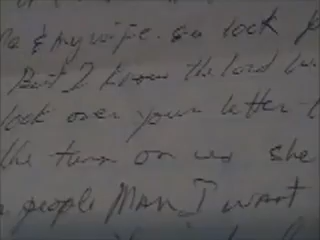 & my wife. so look
But I know the lord
look over your letter
the turn on us she
people MAN I want